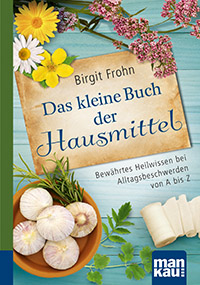 Birgit Frohn
Das kleine Buch
der
Hausmittel
Bewährtes Heilwissen bei
Alltagsbeschwerden
von A bis Z
man
kau